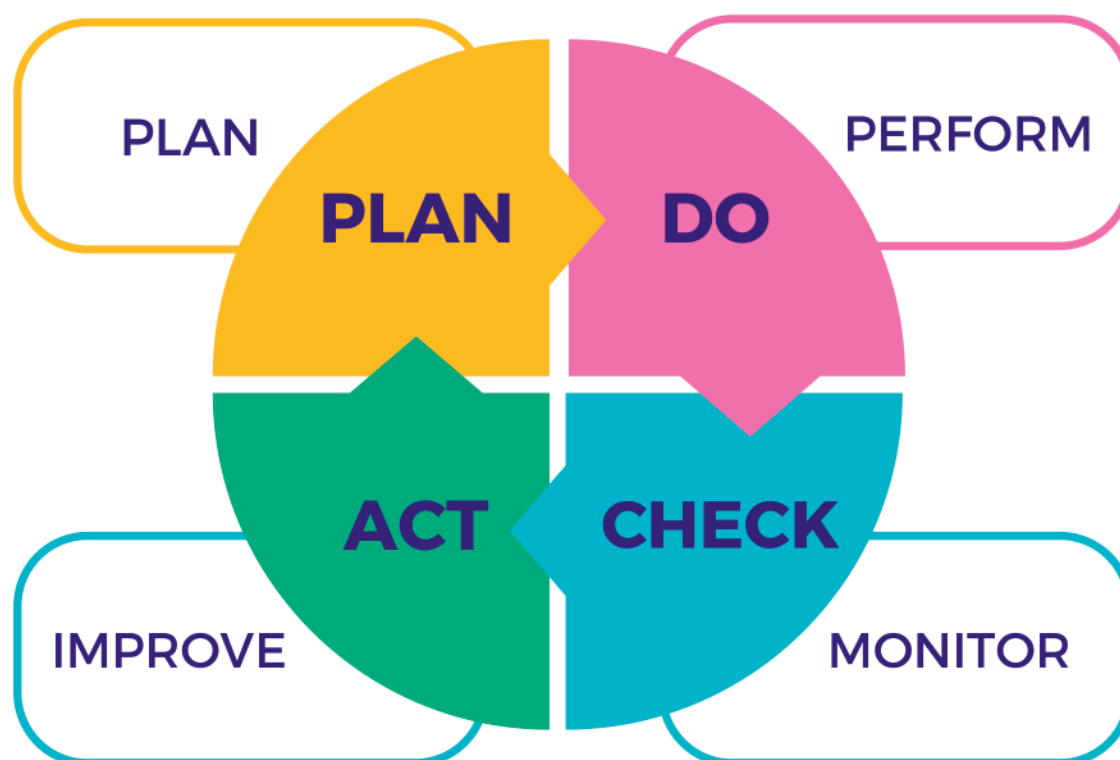 PLAN
PERFORM
PLAN
DO
ACT
CHECK
IMPROVE
MONITOR